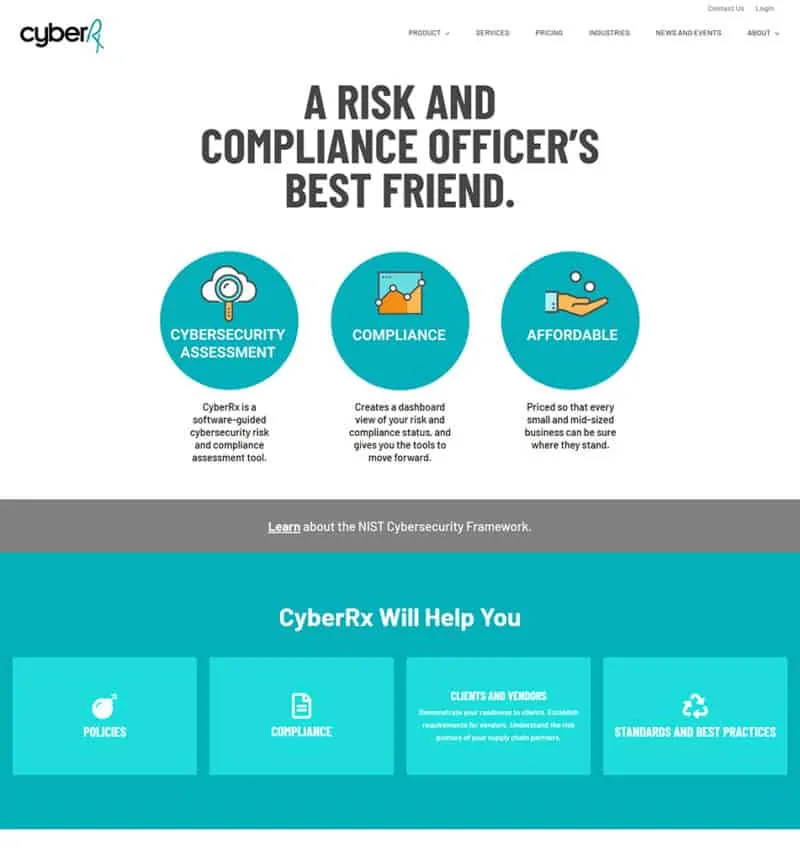 Contact Us Login
cyberRx
PRODUCT SERVICES PRICING INDUSTRIES NEWS AND EVENTS ABOUT
A RISK AND
COMPLIANCE OFFICER'S
BEST FRIEND.
CYBERSECURITY
ASSESSMENT
COMPLIANCE
AFFORDABLE
CyberRx is a
software-guided
cybersecurity risk
and compliance
assessment tool.
Creates a dashboard
view of your risk and
compliance status, and
gives you the tools to
move forward.
Priced so that every
small and mid-sized
business can be sure
where they stand.
Learn about the NIST Cybersecurity Framework.
CyberRx Will Help You
POLICIES
COMPLIANCE
CLIENTS AND VENDORS
Demonstrate your readiness to clients. Establish
requirements for vendors. Understand the risk
posture of your supply chain partners.
STANDARDS AND BEST PRACTICES